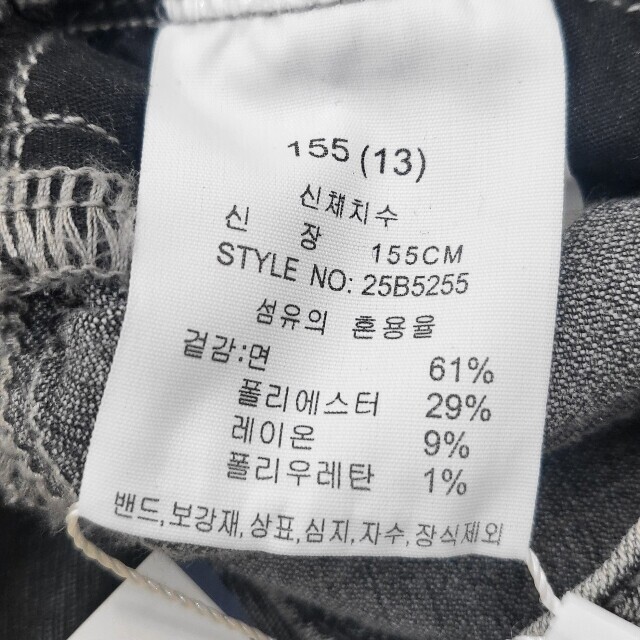 155 (13)
신체치수
신 장 155CM
STYLE NO: 25B5255
섬유의 혼용율
겉감:면 61%
폴리에스터 29%
레이온 9%
폴리우레탄 1%
밴드,보강재,상표,심지,자수,장식제외